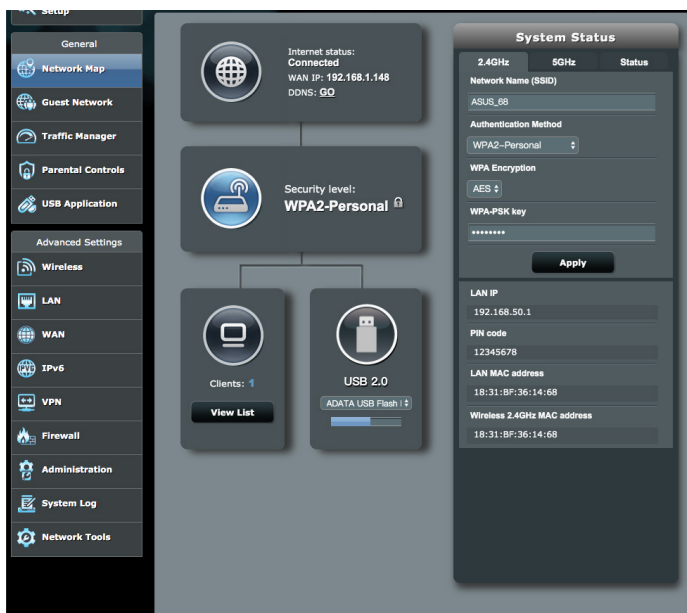 Setup
General
Network Map
Guest Network
Traffic Manager
Parental Controls
USB Application
Advanced Settings
Wireless
LAN
WAN
IPv6
VPN
Firewall
Administration
System Log
Network Tools
Internet status:
Connected
WAN IP: 192.168.1.148
DDNS: GO
Security level:
WPA2-Personal
Clients: 1
View List
USB 2.0
ADATA USB Flash
System Status
2.4GHz 5GHz Status
Network Name (SSID)
ASUS_68
Authentication Method
WPA2-Personal
WPA Encryption
AES
WPA-PSK key
••••••••
Apply
LAN IP
192.168.50.1
PIN code
12345678
LAN MAC address
18:31:BF:36:14:68
Wireless 2.4GHz MAC address
18:31:BF:36:14:68